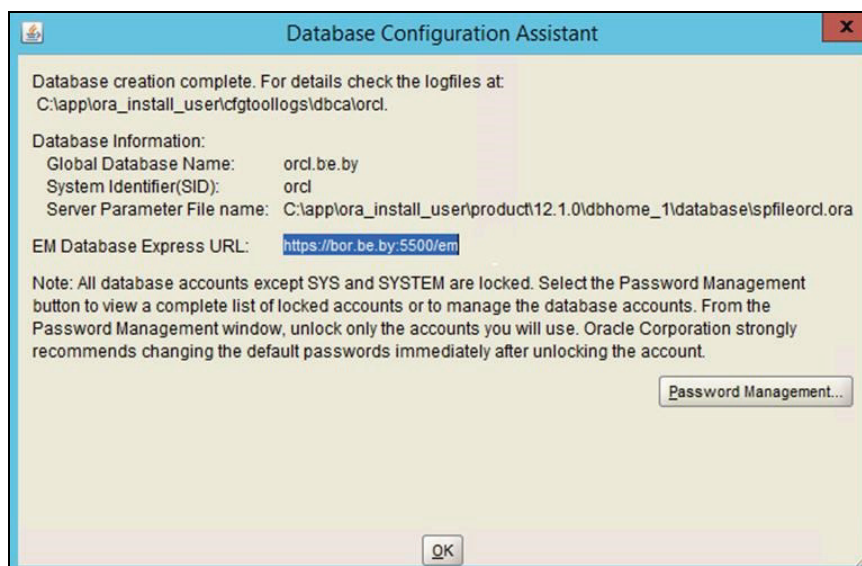 Database Configuration Assistant
x
Database creation complete. For details check the logfiles at:
C:\app\ora_install_user\cfgtoollogs\dbca\orcl.
Database Information:
Global Database Name: orcl.be.by
System Identifier(SID): orcl
Server Parameter File name: C:\app\ora_install_user\product\12.1.0\dbhome_1\database\spfileorcl.ora
EM Database Express URL: https://bor.be.by:5500/em
Note: All database accounts except SYS and SYSTEM are locked. Select the Password Management
button to view a complete list of locked accounts or to manage the database accounts. From the
Password Management window, unlock only the accounts you will use. Oracle Corporation strongly
recommends changing the default passwords immediately after unlocking the account.
Password Management...
OK